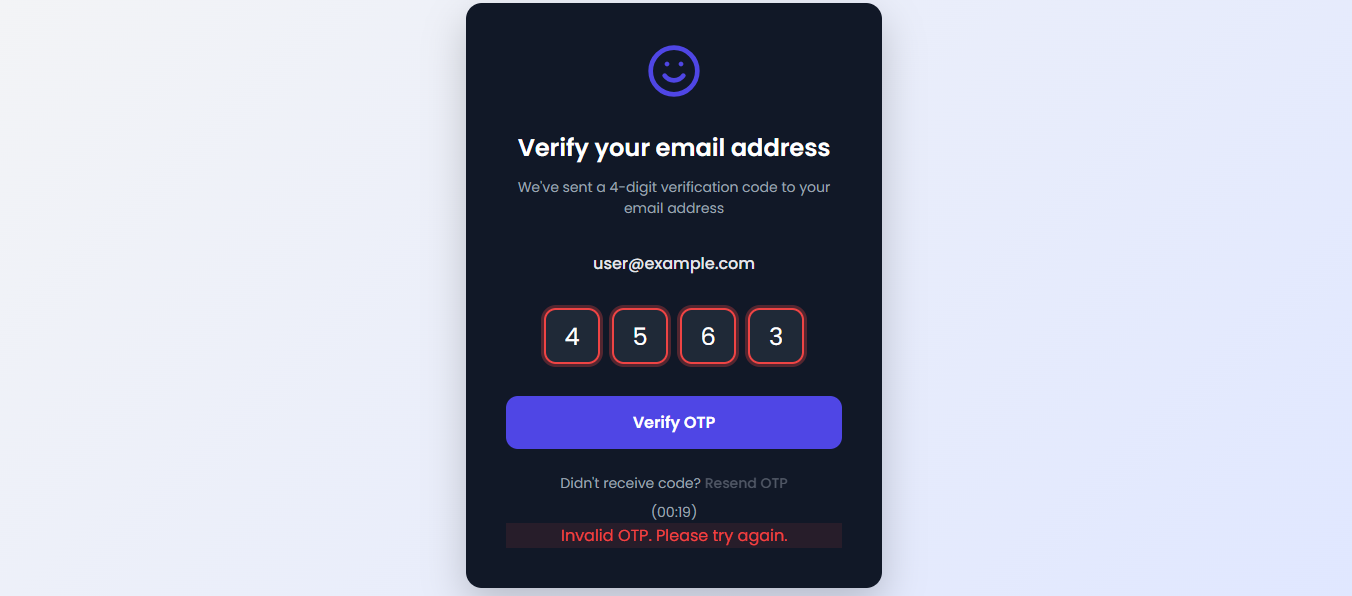 Verify your email address
We've sent a 4-digit verification code to your
email address
user@example.com
4 5 6 3
Verify OTP
Didn't receive code? Resend OTP
(00:19)
Invalid OTP. Please try again.